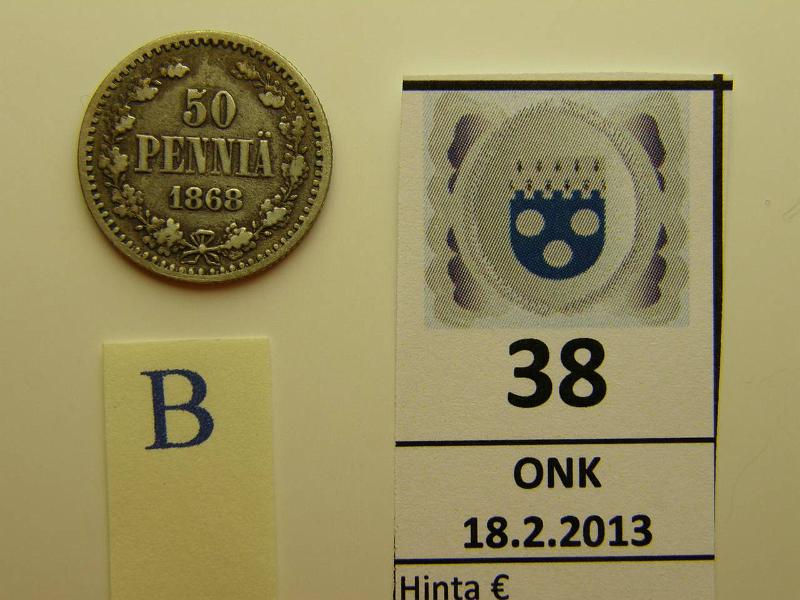 50
PENNIÄ
1868
B
38
ONK
18.2.2013
Hinta €